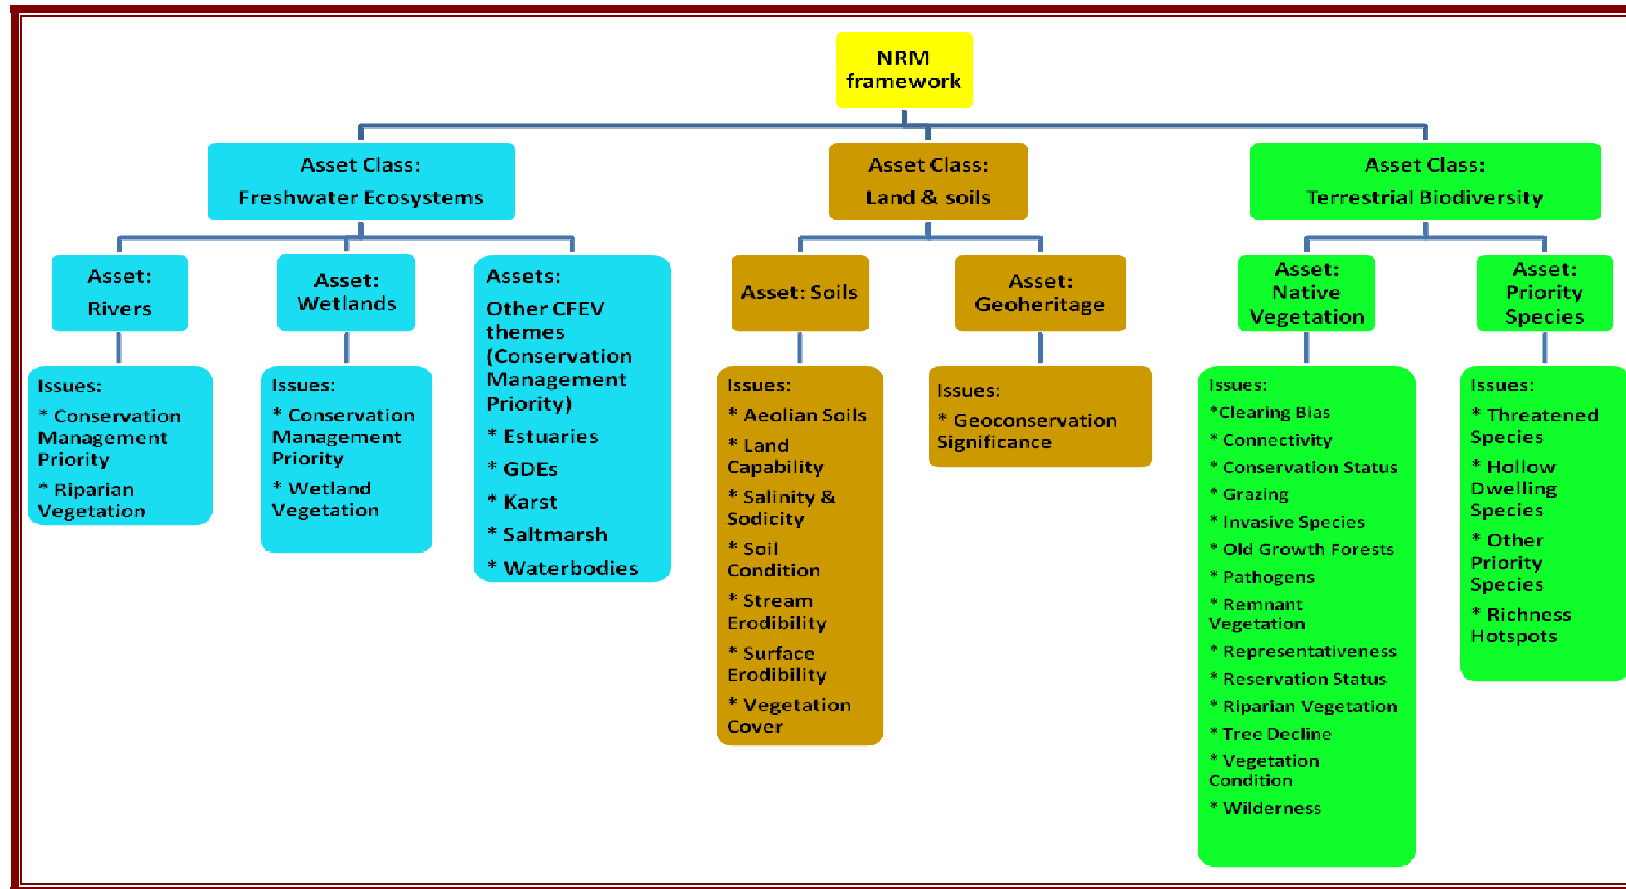 NRM
framework
Asset Class:
Freshwater Ecosystems
Asset Class:
Land & soils
Asset Class:
Terrestrial Biodiversity
Asset:
Rivers
Asset:
Wetlands
Assets:
Other CFEV
themes
(Conservation
Management
Priority)
* Estuaries
* GDEs
* Karst
* Saltmarsh
* Waterbodies
Asset: Soils
Asset:
Geoheritage
Asset:
Native
Vegetation
Asset:
Priority
Species
Issues:
* Conservation
Management
Priority
* Riparian
Vegetation
Issues:
* Conservation
Management
Priority
* Wetland
Vegetation
Issues:
* Aeolian Soils
* Land
Capability
* Salinity &
Sodicity
* Soil
Condition
* Stream
Erodibility
* Surface
Erodibility
* Vegetation
Cover
Issues:
* Geoconservation
Significance
Issues:
*Clearing Bias
* Connectivity
* Conservation Status
* Grazing
* Invasive Species
* Old Growth Forests
* Pathogens
* Remnant
Vegetation
* Representativeness
* Reservation Status
* Riparian Vegetation
* Tree Decline
* Vegetation
Condition
* Wilderness
Issues:
* Threatened
Species
* Hollow
Dwelling
Species
* Other
Priority
Species
* Richness
Hotspots